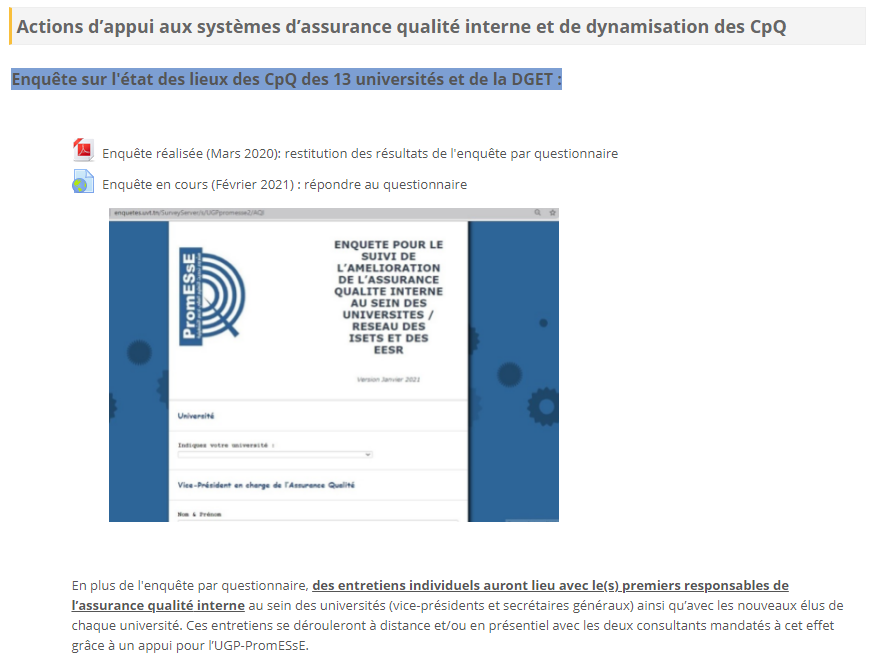 Actions d’appui aux systèmes d’assurance qualité interne et de dynamisation des CpQ
Enquête sur l'état des lieux des CpQ des 13 universités et de la DGET :
Enquête réalisée (Mars 2020): restitution des résultats de l'enquête par questionnaire
Enquête en cours (Février 2021) : répondre au questionnaire
enquetes.uvt.tn/SurveyServer/s/UGPpromesse2/AQI
PromESsE
ENQUETE POUR LE
SUIVI DE
L’AMELIORATION
DE L’ASSURANCE
QUALITE INTERNE
AU SEIN DES
UNIVERSITES /
RESEAU DES
ISETS ET DES
EESR
Version Janvier 2021
Université
Indiquez votre université :
Vice-Président en charge de l'Assurance Qualité
Nom & Prénom
En plus de l'enquête par questionnaire, des entretiens individuels auront lieu avec le(s) premiers responsables de
l’assurance qualité interne au sein des universités (vice-présidents et secrétaires généraux) ainsi qu’avec les nouveaux élus de
chaque université. Ces entretiens se dérouleront à distance et/ou en présentiel avec les deux consultants mandatés à cet effet
grâce à un appui pour l’UGP-PromESsE.